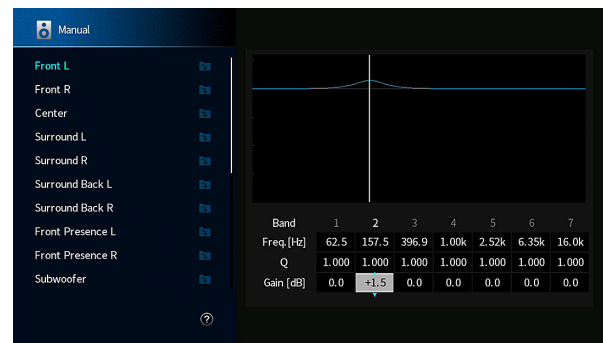 Manual
Front L
Front R
Center
Surround L
Surround R
Surround Back L
Surround Back R
Front Presence L
Front Presence R
Subwoofer
?
Band 1 2 3 4 5 6 7
Freq.[Hz] 62.5 157.5 396.9 1.00k 2.52k 6.35k 16.0k
Q 1.000 1.000 1.000 1.000 1.000 1.000 1.000
Gain [dB] 0.0 +1.5 0.0 0.0 0.0 0.0 0.0